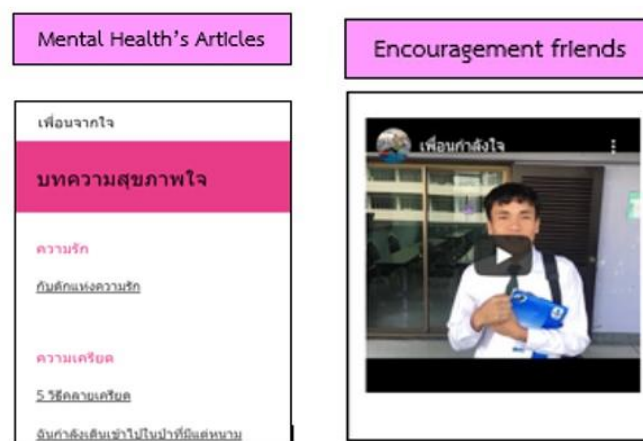 Mental Health's Articles
เพื่อนจากใจ
บทความสุขภาพใจ
ความรัก
กับดักแห่งความรัก
ความเครียด
5 วิธีคลายเครียด
ฉันกำลังเดินเข้าไปในป่าที่มีแต่หนาม
Encouragement friends
เพื่อนกำลังใจ